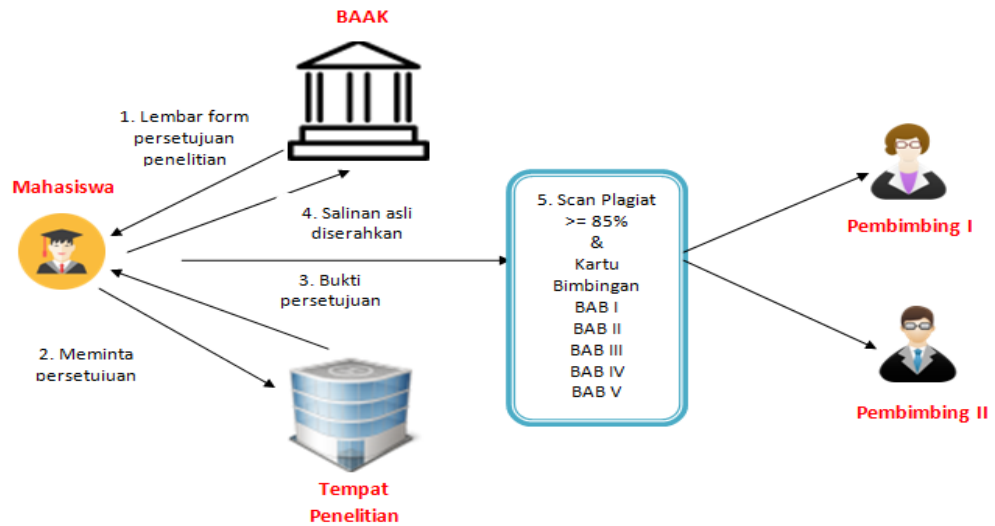 BAAK
1. Lembar form
persetujuan
penelitian
Mahasiswa
4. Salinan asli
diserahkan
3. Bukti
persetujuan
2. Meminta
persetujuan
Tempat
Penelitian
5. Scan Plagiat
>= 85%
&
Kartu
Bimbingan
BAB I
BAB II
BAB III
BAB IV
BAB V
Pembimbing I
Pembimbing II